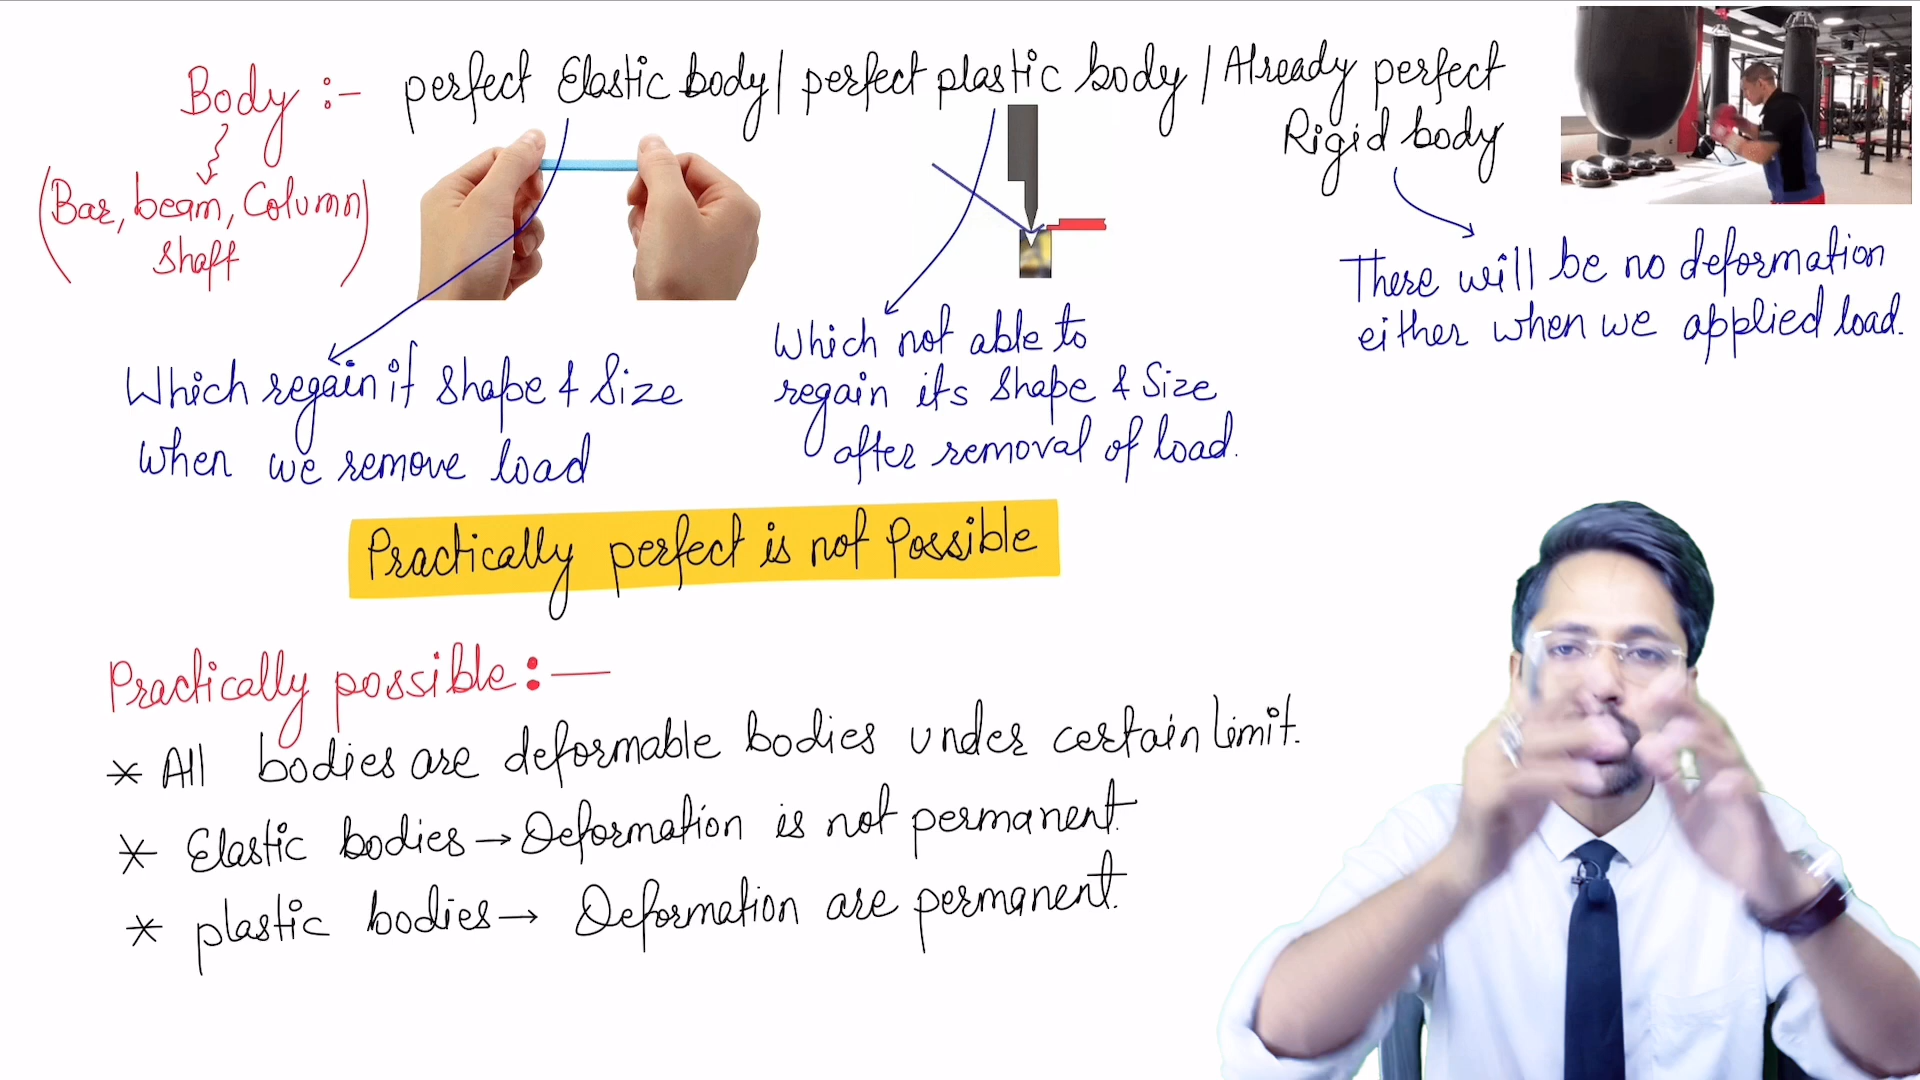 Body :- perfect Elastic body / perfect plastic body / Already perfect
Rigid body
(Bar, beam, Column)
Shaft
There will be no deformation
either when we applied load.
Which regain it Shape & Size
when we remove load
Which not able to
regain its Shape & Size
after removal of load.
Practically perfect is not Possible
Practically possible :-
* All bodies are deformable bodies under certain limit.
* Elastic bodies → Deformation is not permanent.
* plastic bodies → Deformation are permanent.